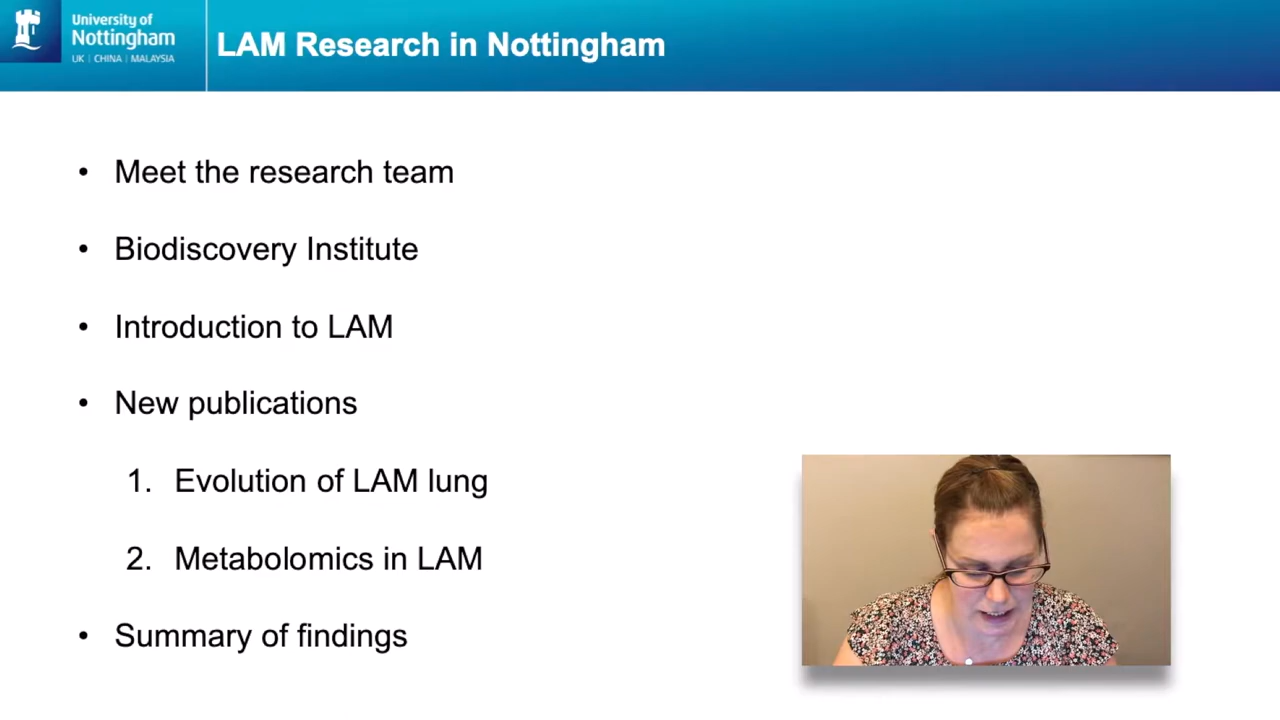 University of
Nottingham
UK | CHINA | MALAYSIA
LAM Research in Nottingham
• Meet the research team
• Biodiscovery Institute
• Introduction to LAM
• New publications
1. Evolution of LAM lung
2. Metabolomics in LAM
• Summary of findings